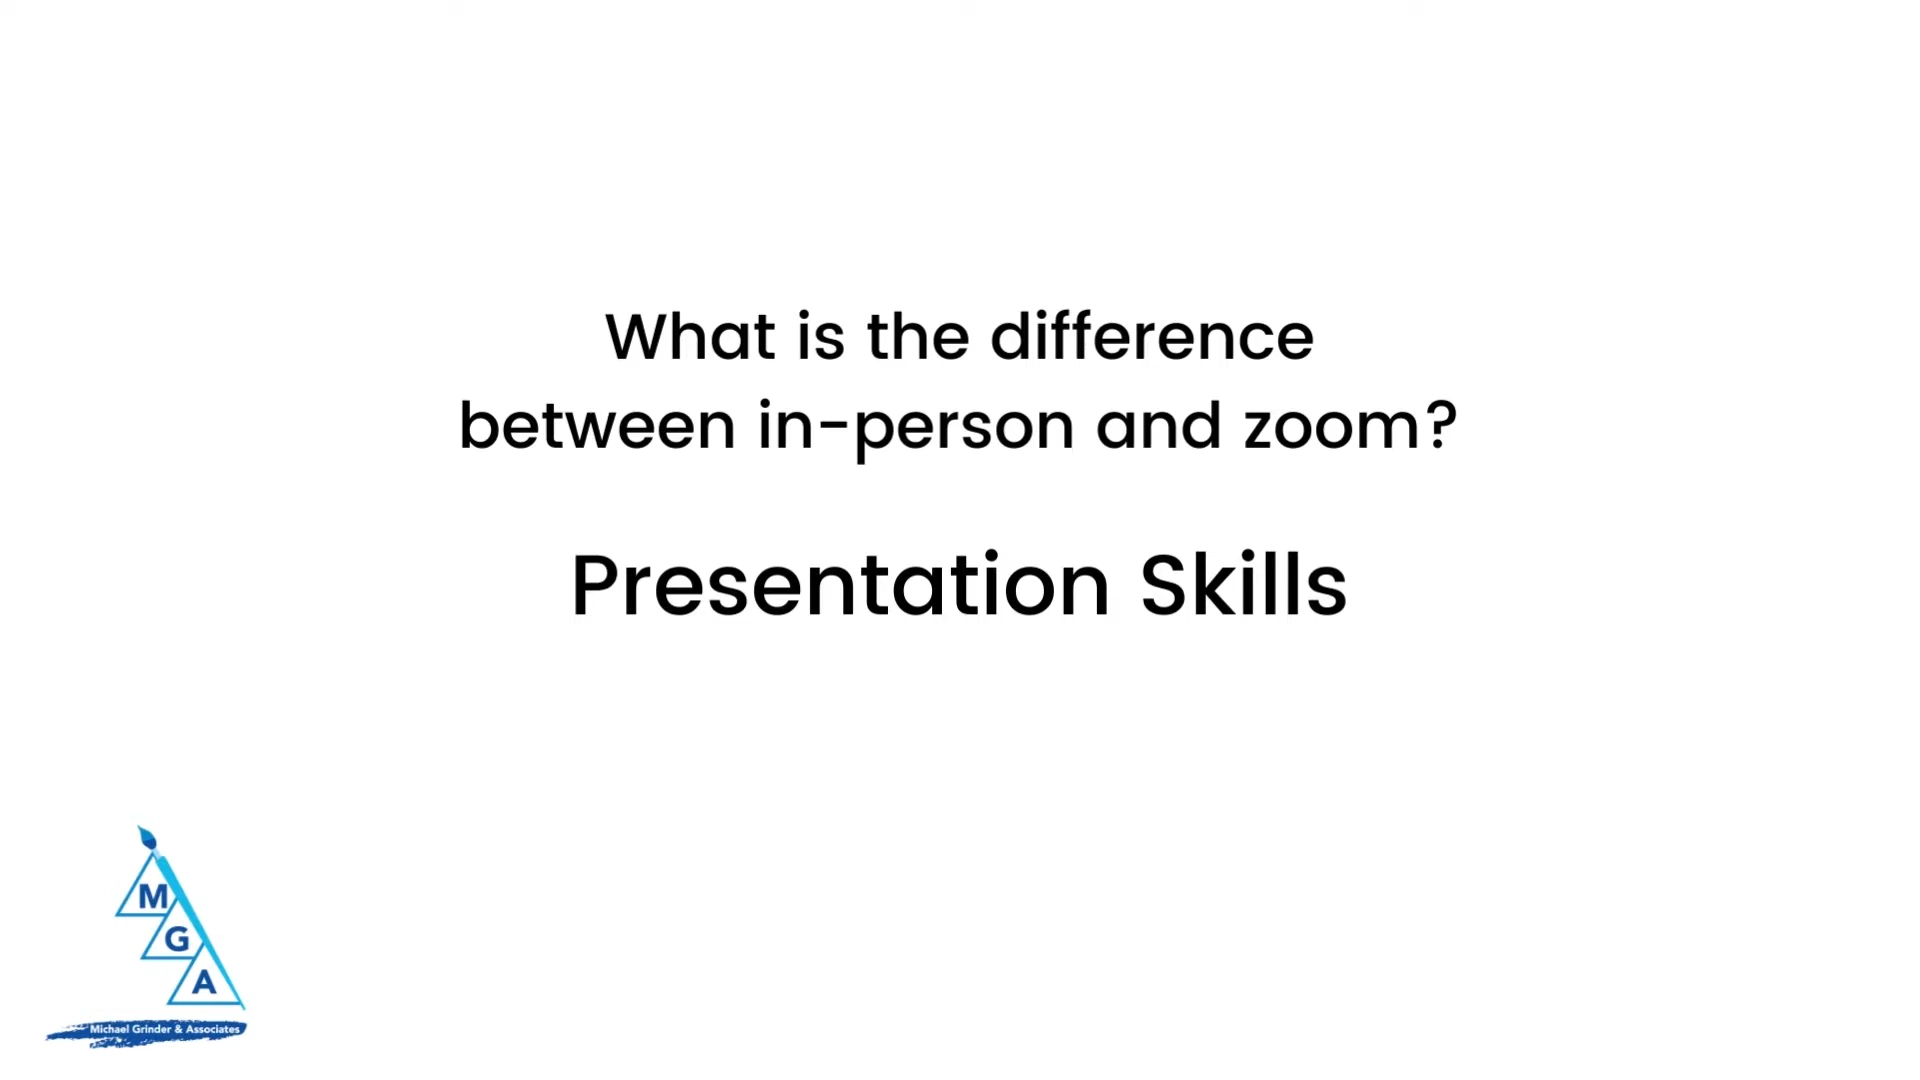 What is the difference
between in-person and zoom?
Presentation Skills
M
G
A
Michael Grinder & Associates